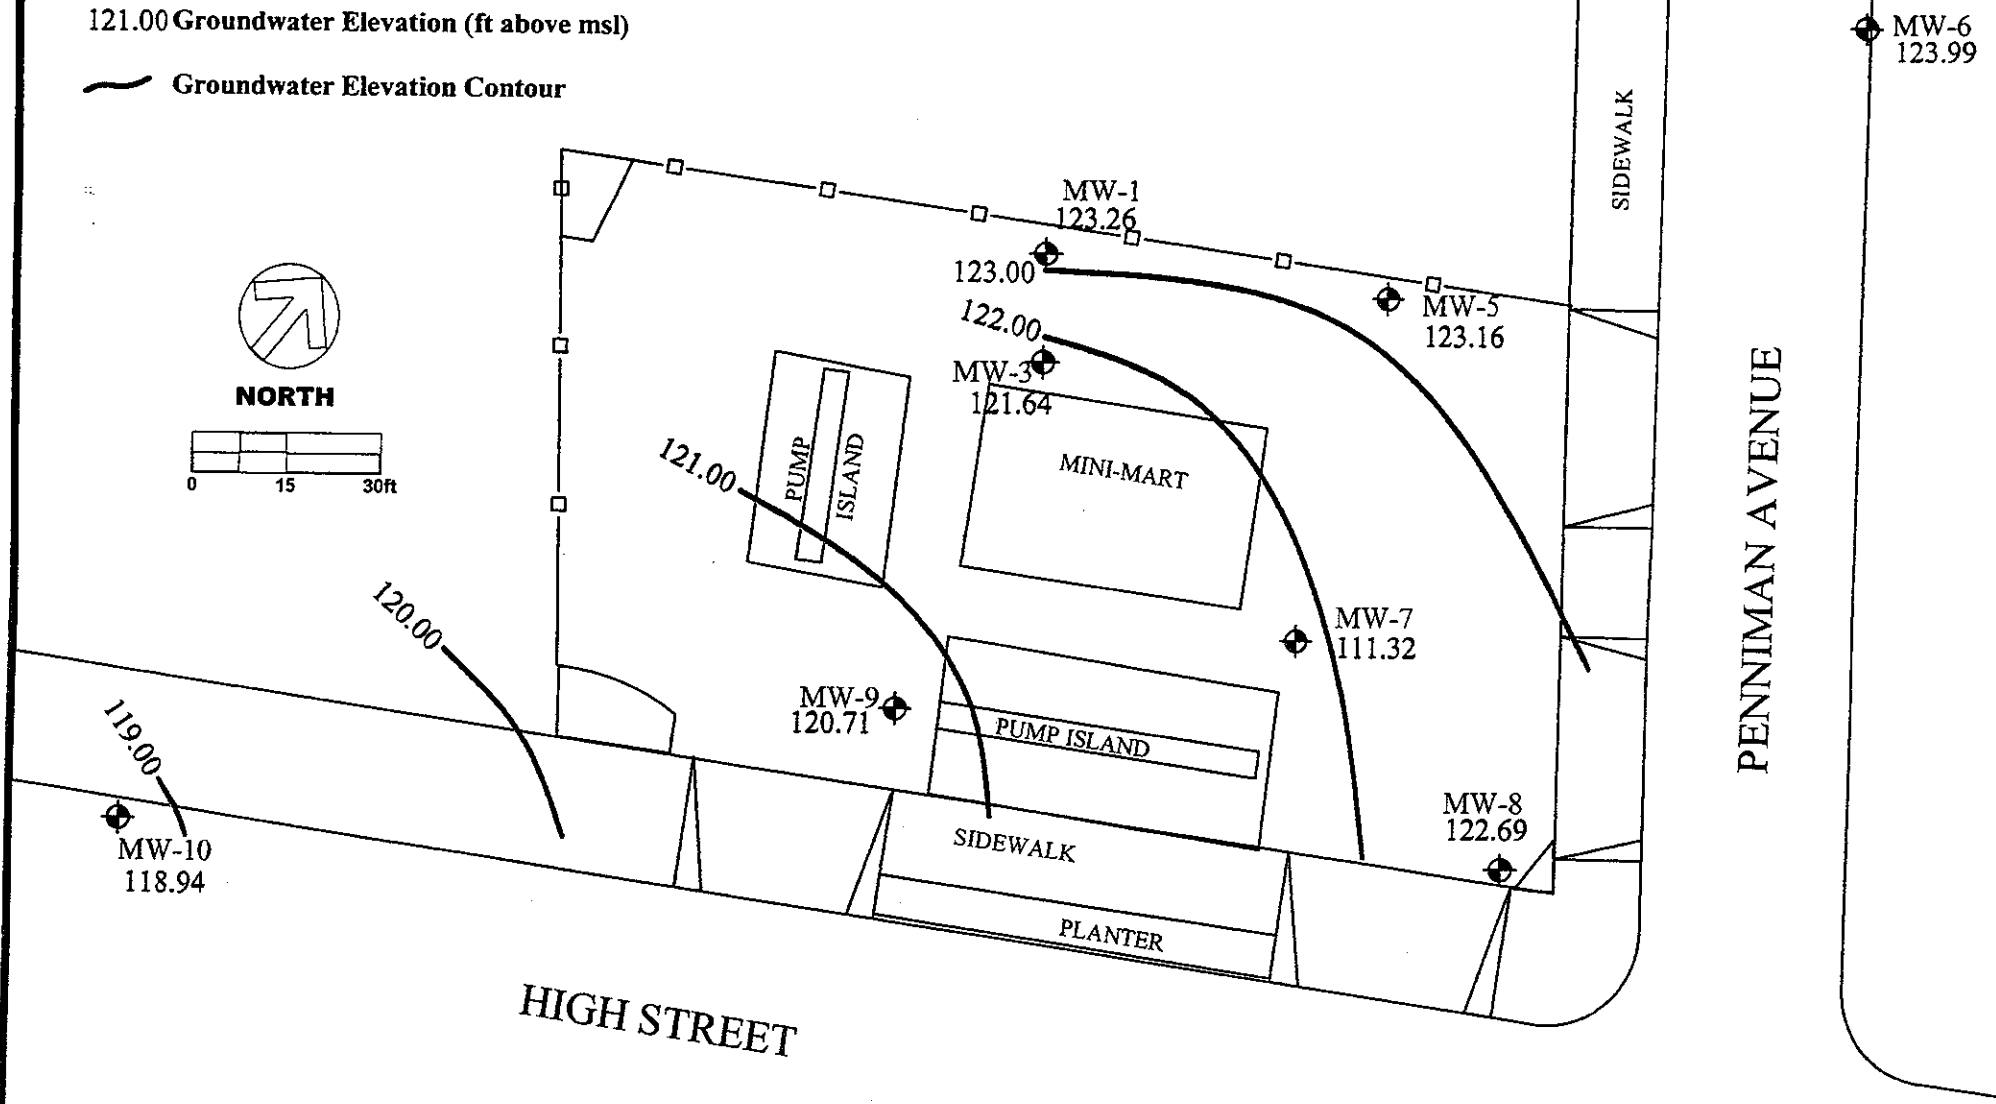 121.00 Groundwater Elevation (ft above msl)
Groundwater Elevation Contour
MW-6
123.99
SIDEWALK
MW-1
123.26
123.00
MW-5
123.16
122.00
MW-3
121.64
NORTH
0 15 30ft
121.00
PUMP
ISLAND
MINI-MART
PENNIMAN AVENUE
120.00
MW-7
111.32
119.00
MW-9
120.71
PUMP ISLAND
MW-8
122.69
MW-10
118.94
SIDEWALK
PLANTER
HIGH STREET